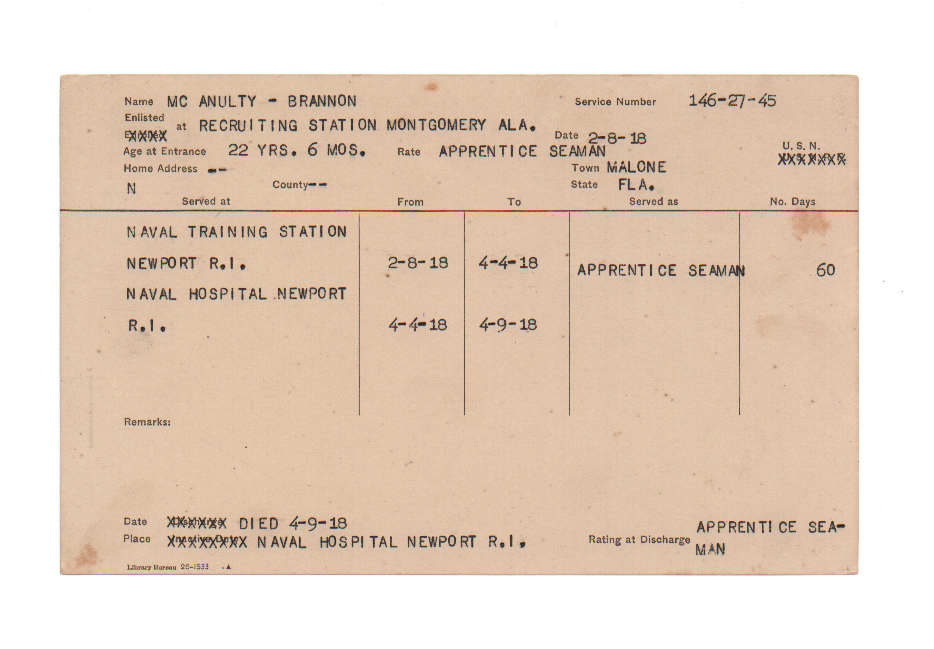 Name MC ANULTY - BRANNON Service Number 146-27-45
Enlisted
at RECRUITING STATION MONTGOMERY ALA. Date 2-8-18
Age at Entrance 22 YRS. 6 MOS. Rate APPRENTICE SEAMAN U. S. N.
Home Address -- Town MALONE
N County-- State FLA.
Served at From To Served as No. Days
NAVAL TRAINING STATION
NEWPORT R.I. 2-8-18 4-4-18 APPRENTICE SEAMAN 60
NAVAL HOSPITAL NEWPORT
R.I. 4-4-18 4-9-18
Remarks:
Date DIED 4-9-18
Place NAVAL HOSPITAL NEWPORT R.I. Rating at Discharge APPRENTICE SEA-
MAN
Library Bureau 20-1533 .A